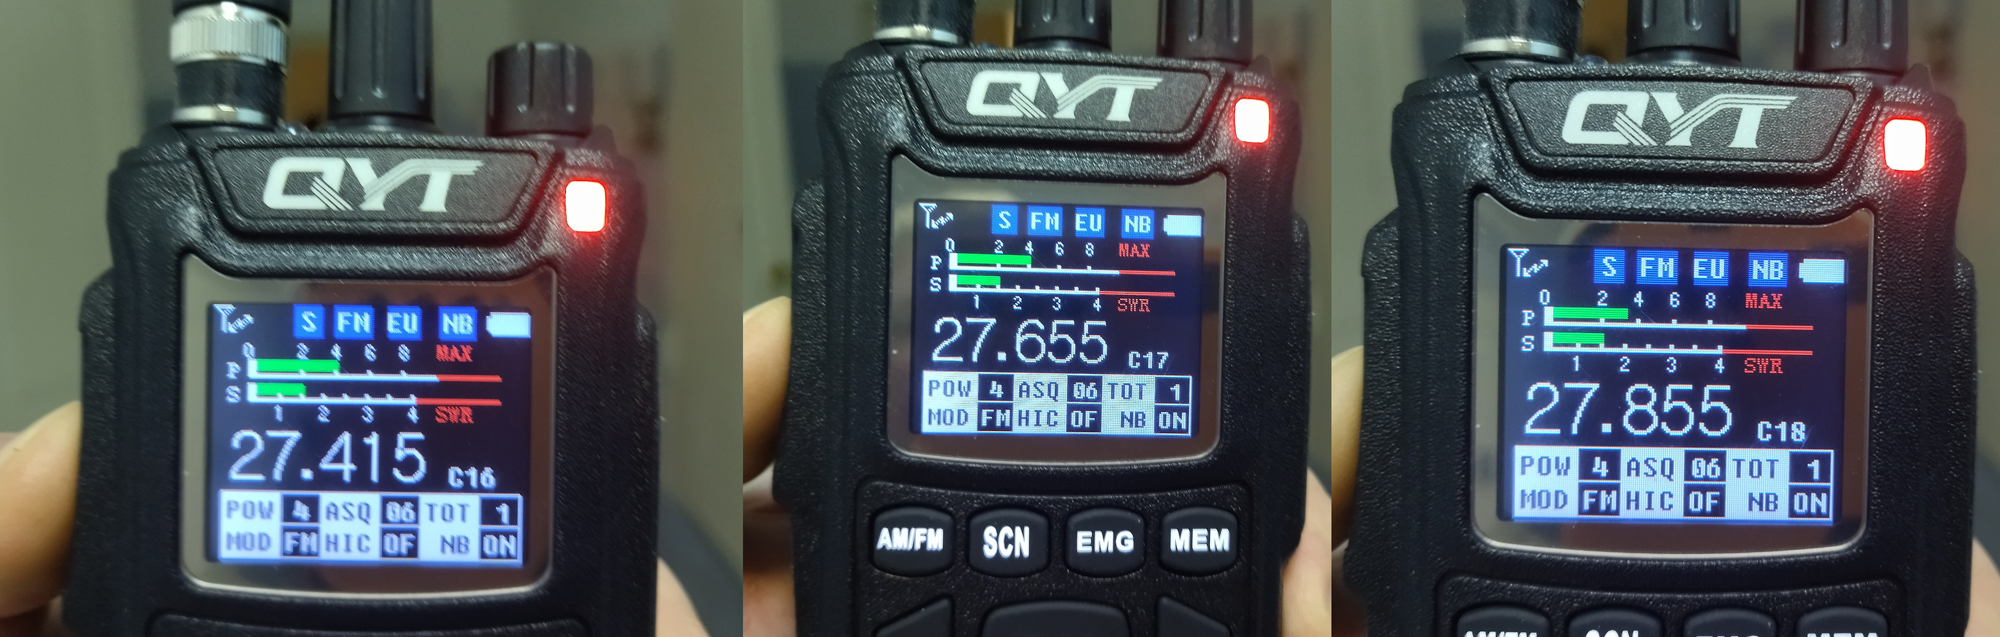 QYT
S FM EU NB
0 2 4 6 8 MAX
P
S
1 2 3 4 SWR
27.415 C16
POW 4 ASQ 06 TOT 1
MOD FM HIC OF NB ON
QYT
S FM EU NB
0 2 4 6 8 MAX
P
S
1 2 3 4 SWR
27.655 C17
POW 4 ASQ 06 TOT 1
MOD FM HIC OF NB ON
AM/FM SCN EMG MEM
QYT
S FM EU NB
0 2 4 6 8 MAX
P
S
1 2 3 4 SWR
27.855 C18
POW 4 ASQ 06 TOT 1
MOD FM HIC OF NB ON